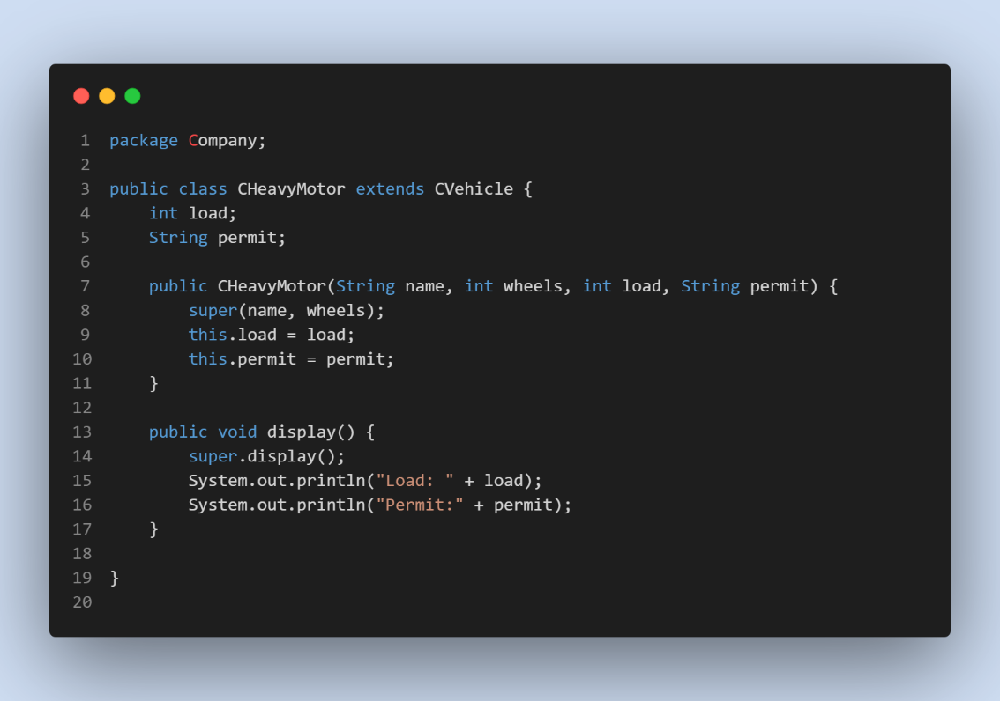 1 package Company;
2
3 public class CHeavyMotor extends CVehicle {
4     int load;
5     String permit;
6
7     public CHeavyMotor(String name, int wheels, int load, String permit) {
8         super(name, wheels);
9         this.load = load;
10         this.permit = permit;
11     }
12
13     public void display() {
14         super.display();
15         System.out.println("Load: " + load);
16         System.out.println("Permit:" + permit);
17     }
18
19 }
20